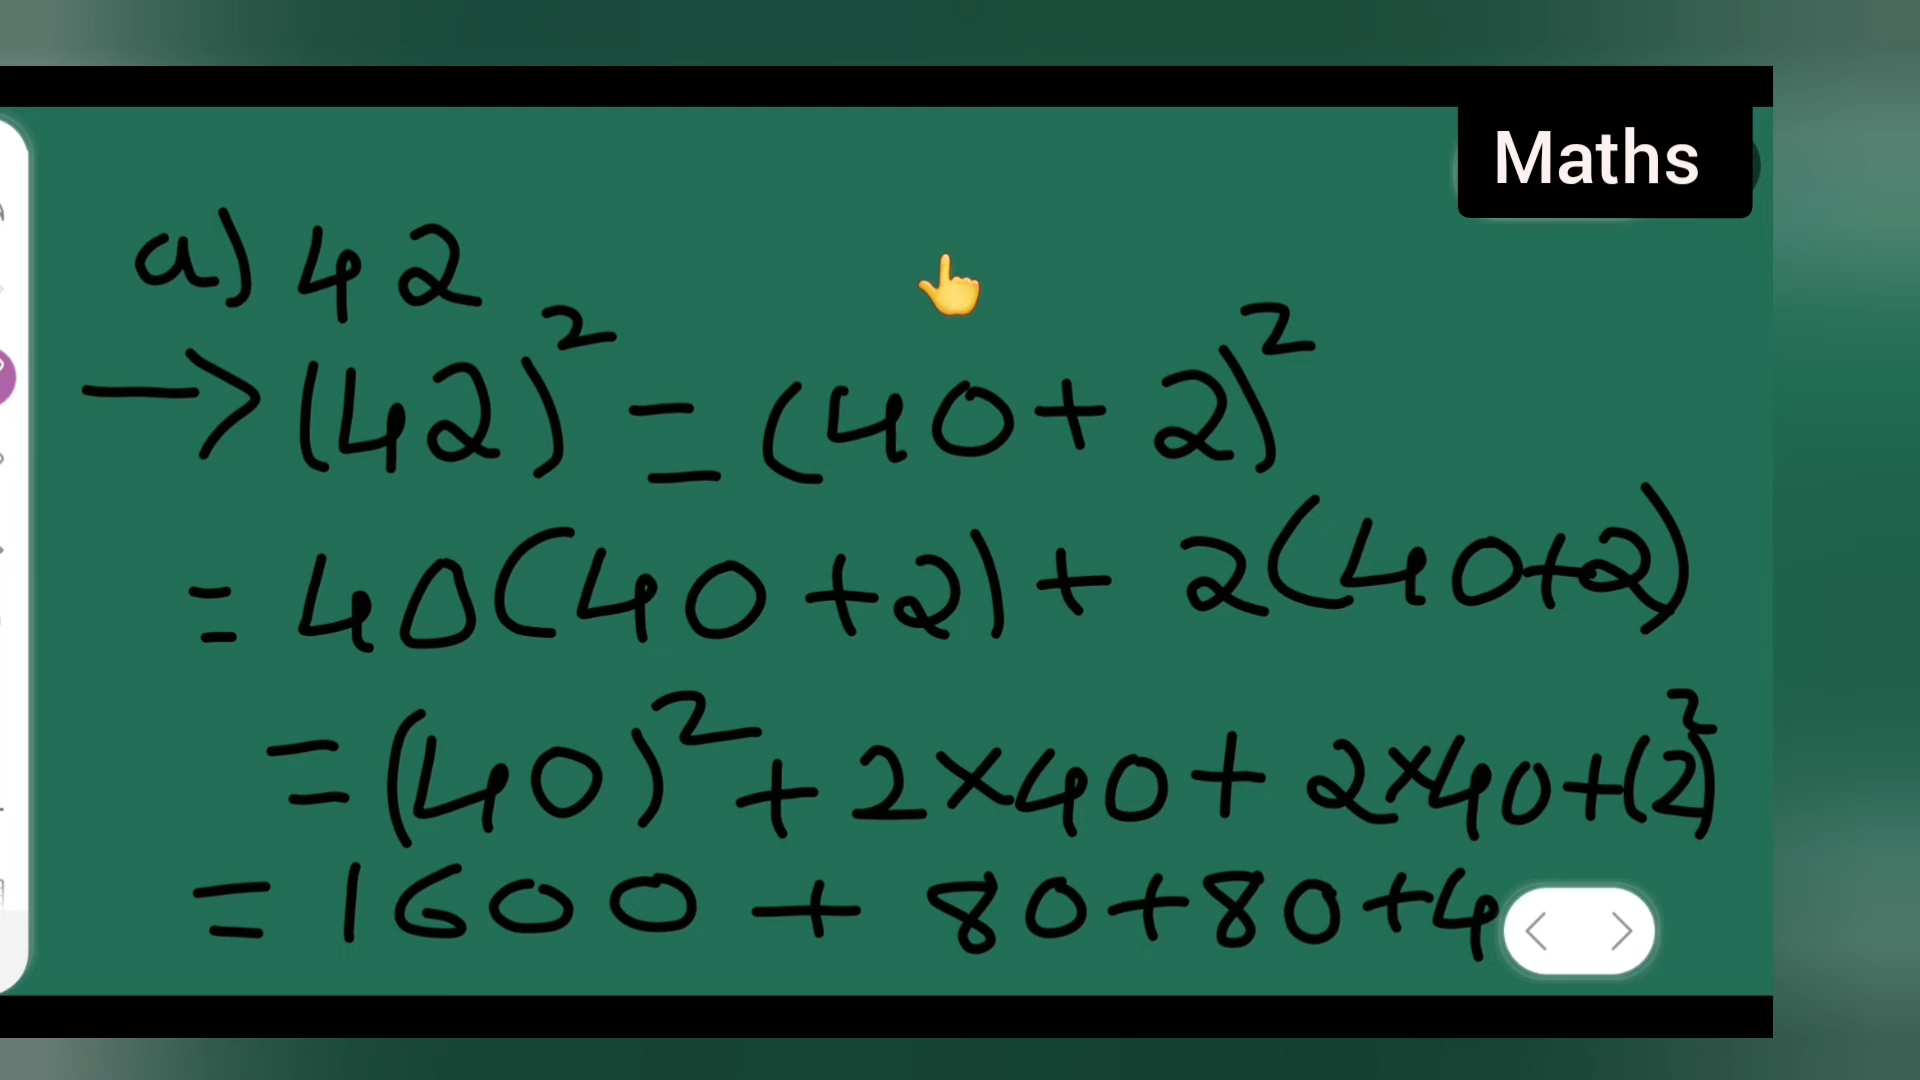 Maths
a) 42
→ (42)² = (40+2)²
= 40(40+2) + 2(40+2)
= (40)² + 2×40 + 2×40+(2)²
= 1600 + 80+80+4